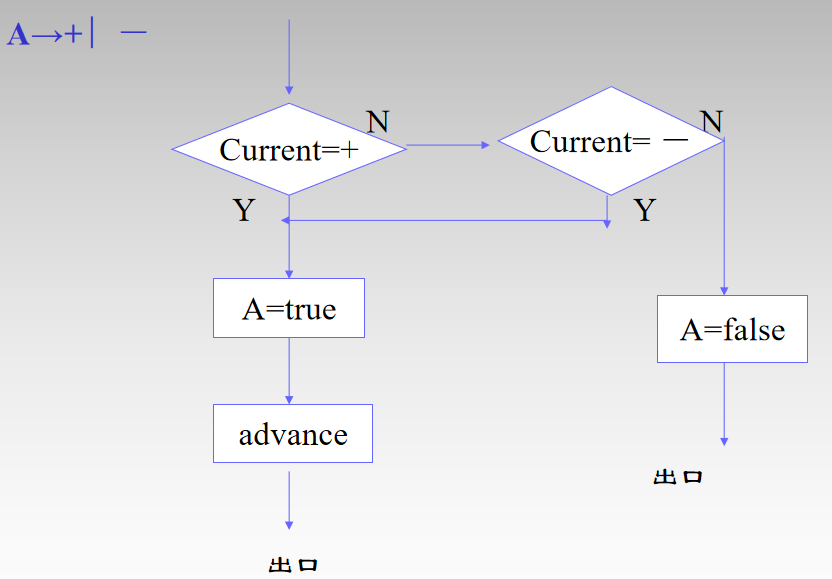 A→+| －
Current=+
N
Current= －
N
Y
Y
A=true
A=false
advance
出口
出口